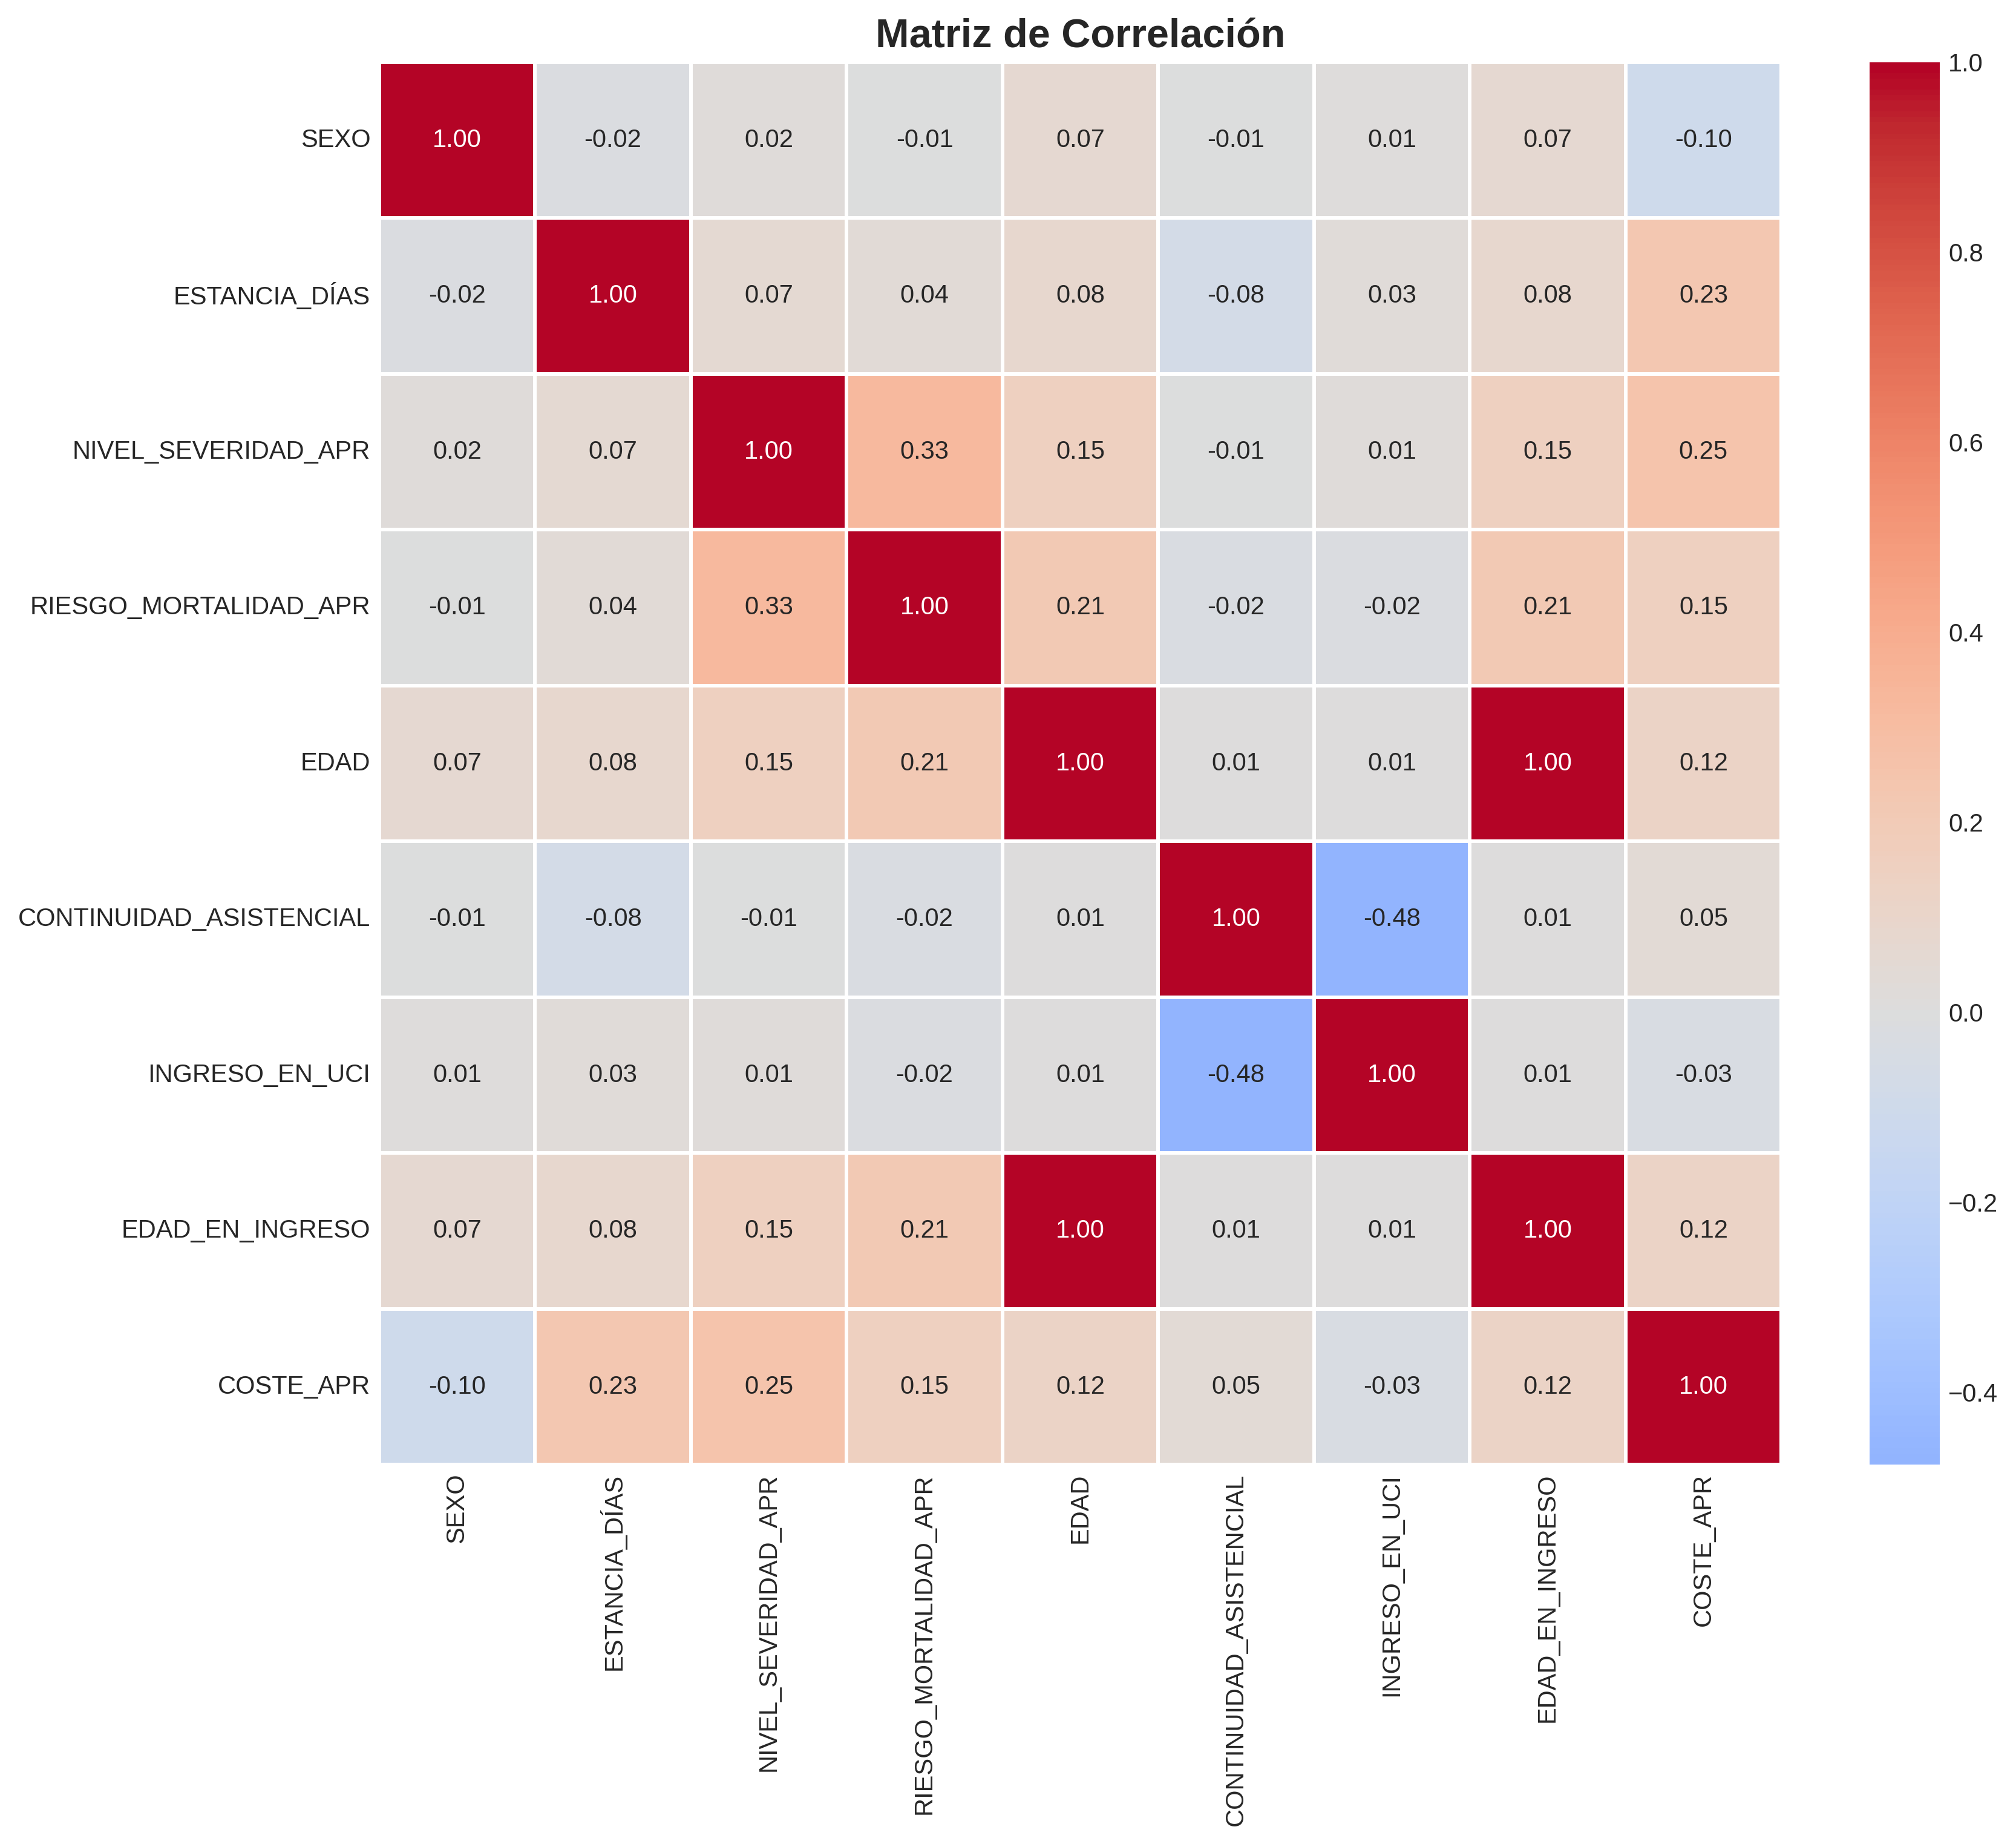 Matriz de Correlación
SEXO 1.00 -0.02 0.02 -0.01 0.07 -0.01 0.01 0.07 -0.10
ESTANCIA_DÍAS -0.02 1.00 0.07 0.04 0.08 -0.08 0.03 0.08 0.23
NIVEL_SEVERIDAD_APR 0.02 0.07 1.00 0.33 0.15 -0.01 0.01 0.15 0.25
RIESGO_MORTALIDAD_APR -0.01 0.04 0.33 1.00 0.21 -0.02 -0.02 0.21 0.15
EDAD 0.07 0.08 0.15 0.21 1.00 0.01 0.01 1.00 0.12
CONTINUIDAD_ASISTENCIAL -0.01 -0.08 -0.01 -0.02 0.01 1.00 -0.48 0.01 0.05
INGRESO_EN_UCI 0.01 0.03 0.01 -0.02 0.01 -0.48 1.00 0.01 -0.03
EDAD_EN_INGRESO 0.07 0.08 0.15 0.21 1.00 0.01 0.01 1.00 0.12
COSTE_APR -0.10 0.23 0.25 0.15 0.12 0.05 -0.03 0.12 1.00
SEXO
ESTANCIA_DÍAS
NIVEL_SEVERIDAD_APR
RIESGO_MORTALIDAD_APR
EDAD
CONTINUIDAD_ASISTENCIAL
INGRESO_EN_UCI
EDAD_EN_INGRESO
COSTE_APR
1.0
0.8
0.6
0.4
0.2
0.0
−0.2
−0.4